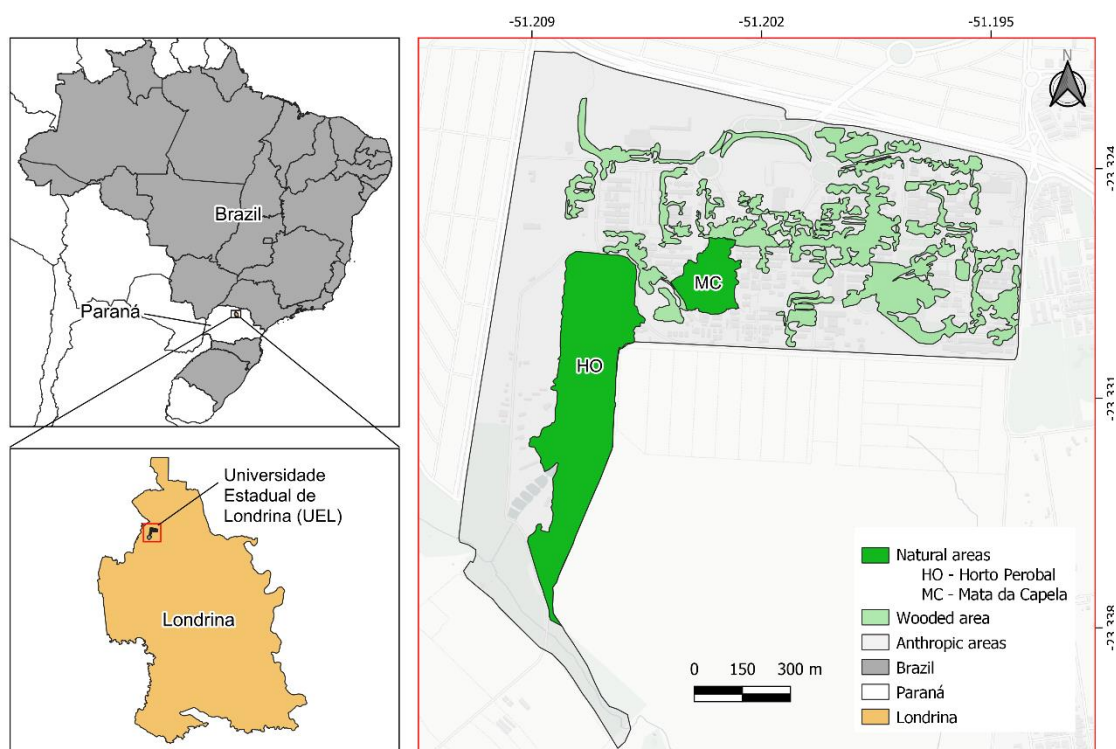 -51.209
-51.202
-51.195
N
Brazil
Paraná
-23.324
MC
HO
-23.331
Universidade
Estadual de
Londrina (UEL)
Londrina
Natural areas
HO - Horto Perobal
MC - Mata da Capela
Wooded area
Anthropic areas
Brazil
Paraná
Londrina
-23.338
0 150 300 m